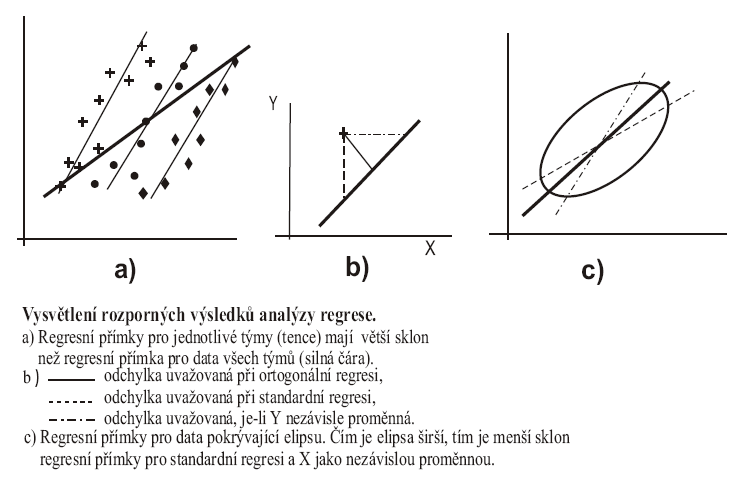 Y
X
a)
b)
c)
Vysvětlení rozporných výsledků analýzy regrese.
a) Regresní přímky pro jednotlivé týmy (tence) mají větší sklon
než regresní přímka pro data všech týmů (silná čára).
b) odchylka uvažovaná při ortogonální regresi,
odchylka uvažovaná při standardní regresi,
odchylka uvažovaná, je-li Y nezávisle proměnná.
c) Regresní přímky pro data pokrývající elipsu. Čím je elipsa širší, tím je menší sklon
regresní přímky pro standardní regresi a X jako nezávislou proměnnou.